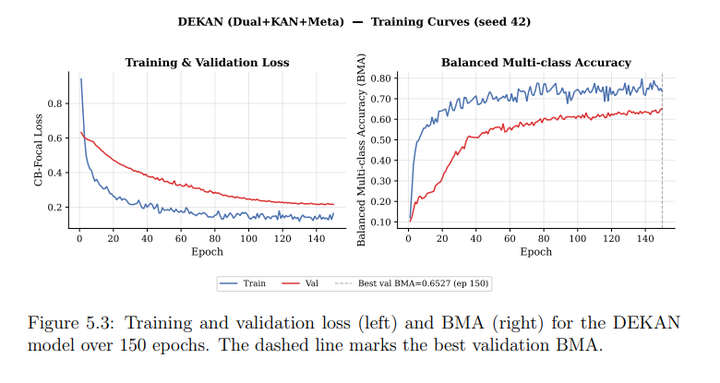 DEKAN (Dual+KAN+Meta) — Training Curves (seed 42)
Training & Validation Loss
CB-Focal Loss
0.8
0.6
0.4
0.2
0 20 40 60 80 100 120 140
Epoch
Balanced Multi-class Accuracy
Balanced Multi-class Accuracy (BMA)
0.80
0.70
0.60
0.50
0.40
0.30
0.20
0.10
0 20 40 60 80 100 120 140
Epoch
Train Val Best val BMA=0.6527 (ep 150)
Figure 5.3: Training and validation loss (left) and BMA (right) for the DEKAN
model over 150 epochs. The dashed line marks the best validation BMA.